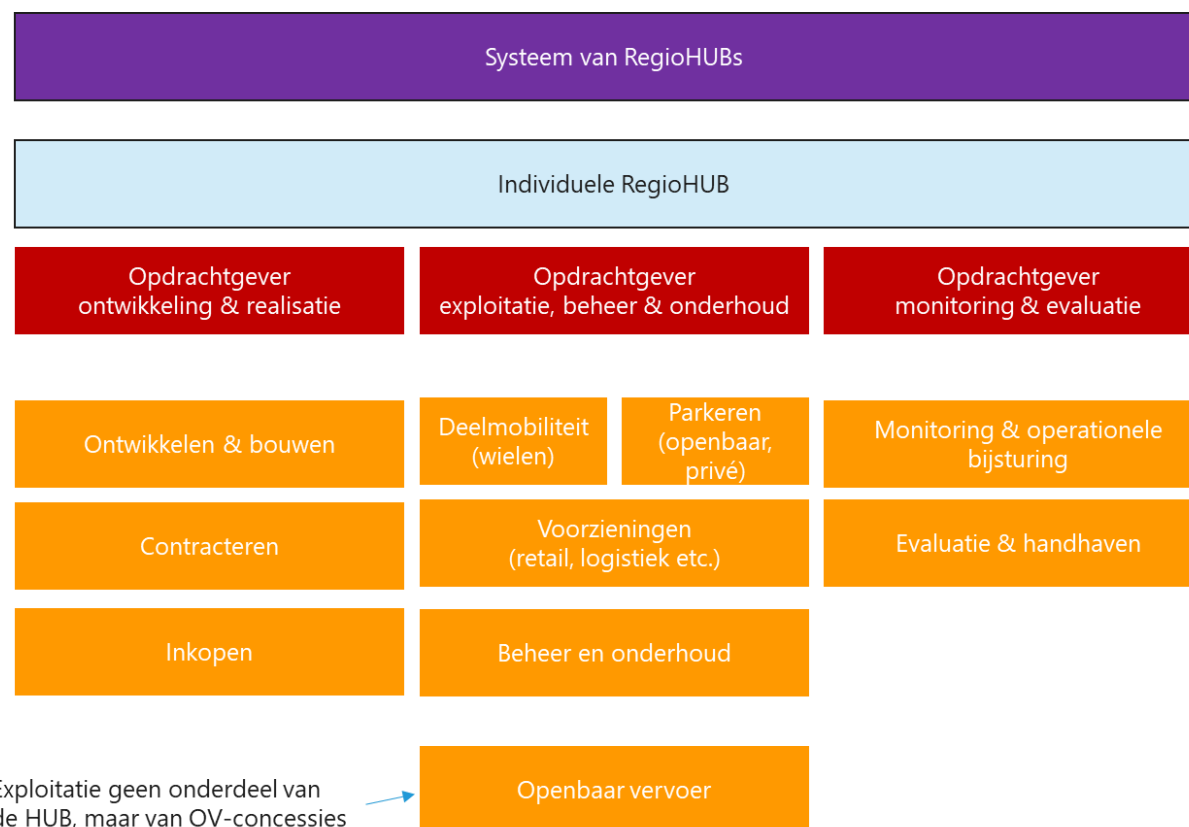 Systeem van RegioHUBs
Individuele RegioHUB
Opdrachtgever
ontwikkeling & realisatie
Opdrachtgever
exploitatie, beheer & onderhoud
Opdrachtgever
monitoring & evaluatie
Ontwikkelen & bouwen
Deelmobiliteit
(wielen)
Parkeren
(openbaar,
privé)
Monitoring & operationele
bijsturing
Contracteren
Voorzieningen
(retail, logistiek etc.)
Evaluatie & handhaven
Inkopen
Beheer en onderhoud
Openbaar vervoer
Exploitatie geen onderdeel van
de HUB, maar van OV-concessies